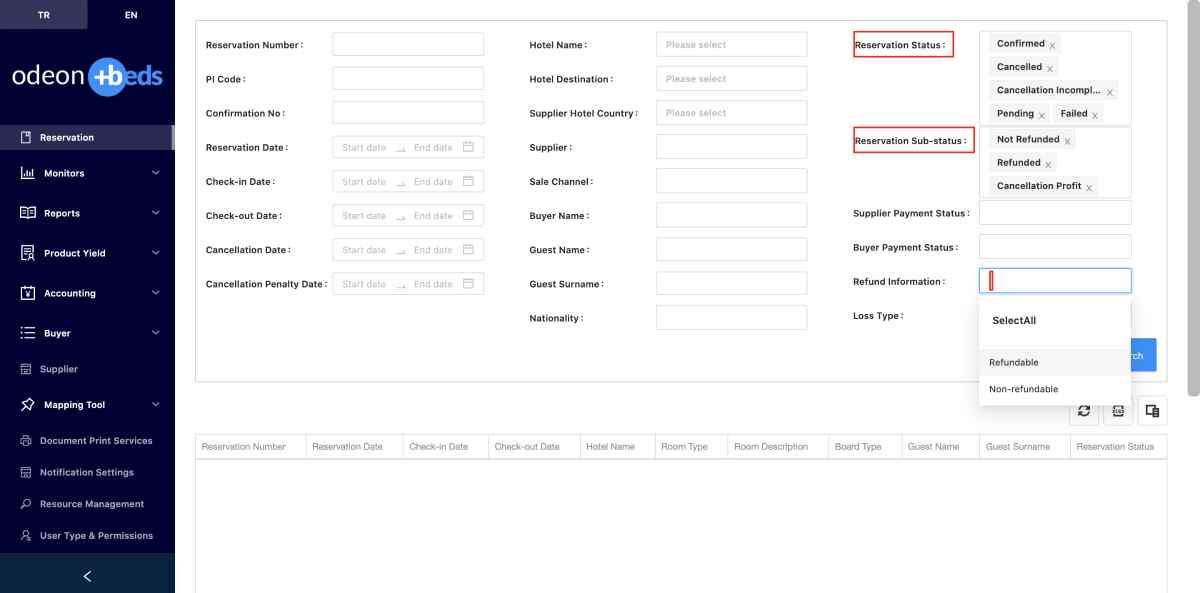 TR
EN
odeon +beds
Reservation
Monitors
Reports
Product Yield
Accounting
Buyer
Supplier
Mapping Tool
Document Print Services
Notification Settings
Resource Management
User Type & Permissions
Reservation Number :
PI Code :
Confirmation No :
Reservation Date : Start date End date
Check-in Date : Start date End date
Check-out Date : Start date End date
Cancellation Date : Start date End date
Cancellation Penalty Date : Start date End date
Hotel Name : Please select
Hotel Destination : Please select
Supplier Hotel Country : Please select
Supplier :
Sale Channel :
Buyer Name :
Guest Name :
Guest Surname :
Nationality :
Reservation Status :
Confirmed x
Cancelled x
Cancellation Incompl... x
Pending x Failed x
Reservation Sub-status :
Not Refunded x
Refunded x
Cancellation Profit x
Supplier Payment Status :
Buyer Payment Status :
Refund Information :
Loss Type :
SelectAll
Refundable
Non-refundable
rch
Reservation Number Reservation Date Check-in Date Check-out Date Hotel Name Room Type Room Description Board Type Guest Name Guest Surname Reservation Status